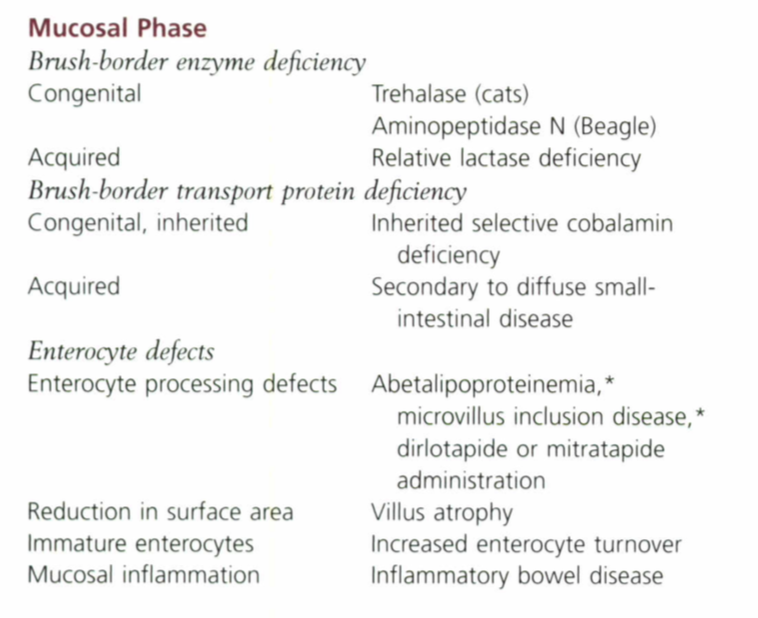 Mucosal Phase
Brush-border enzyme deficiency
Congenital Trehalase (cats)
Aminopeptidase N (Beagle)
Acquired Relative lactase deficiency
Brush-border transport protein deficiency
Congenital, inherited Inherited selective cobalamin
deficiency
Acquired Secondary to diffuse small-
intestinal disease
Enterocyte defects
Enterocyte processing defects Abetalipoproteinemia,*
microvillus inclusion disease,*
dirlotapide or mitratapide
administration
Reduction in surface area Villus atrophy
Immature enterocytes Increased enterocyte turnover
Mucosal inflammation Inflammatory bowel disease